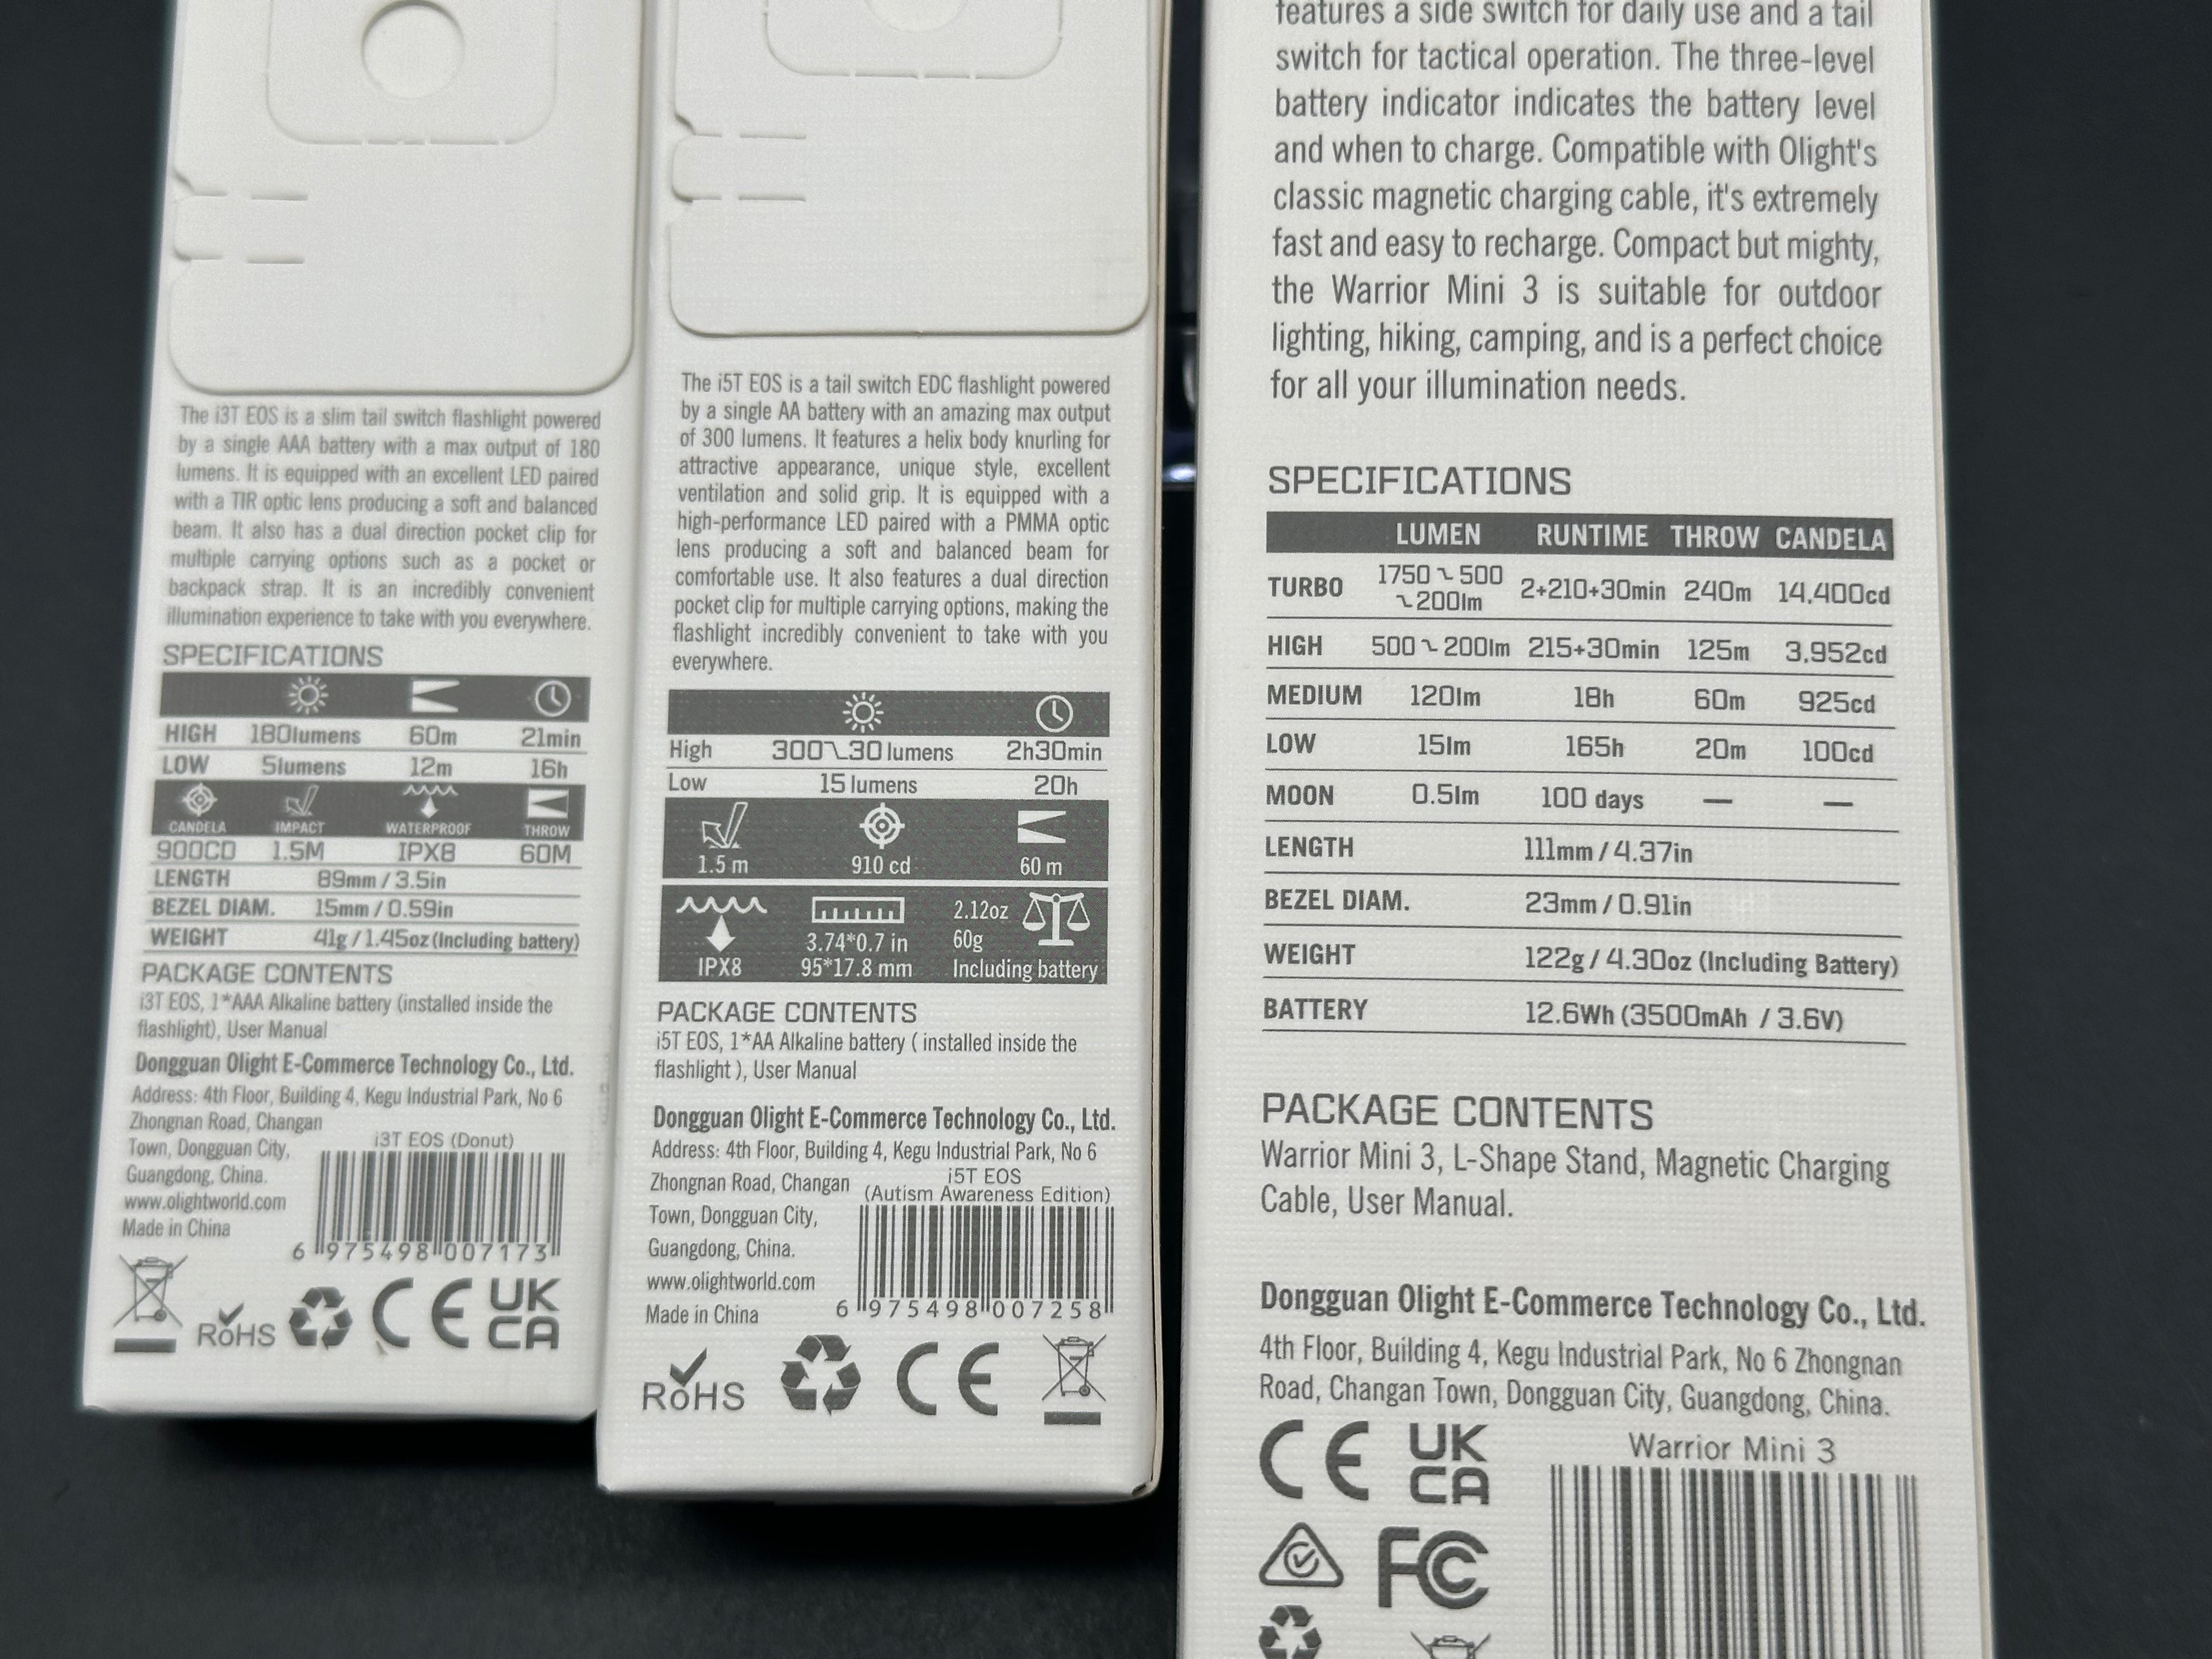 The i3T EOS is a slim tail switch flashlight powered
by a single AAA battery with a max output of 180
lumens. It is equipped with an excellent LED paired
with a TIR optic lens producing a soft and balanced
beam. It also has a dual direction pocket clip for
multiple carrying options such as a pocket or
backpack strap. It is an incredibly convenient
illumination experience to take with you everywhere.
SPECIFICATIONS
HIGH 180lumens 60m 21min
LOW 5lumens 12m 16h
CANDELA IMPACT WATERPROOF THROW
900CD 1.5M IPX8 60M
LENGTH 89mm / 3.5in
BEZEL DIAM. 15mm / 0.59in
WEIGHT 41g / 1.45oz (Including battery)
PACKAGE CONTENTS
i3T EOS, 1*AAA Alkaline battery (installed inside the
flashlight), User Manual
Dongguan Olight E-Commerce Technology Co., Ltd.
Address: 4th Floor, Building 4, Kegu Industrial Park, No 6
Zhongnan Road, Changan
Town, Dongguan City,
Guangdong, China.
www.olightworld.com
Made in China
i3T EOS (Donut)
6 975498 007173
RoHS CE UK
CA
The i5T EOS is a tail switch EDC flashlight powered
by a single AA battery with an amazing max output
of 300 lumens. It features a helix body knurling for
attractive appearance, unique style, excellent
ventilation and solid grip. It is equipped with a
high-performance LED paired with a PMMA optic
lens producing a soft and balanced beam for
comfortable use. It also features a dual direction
pocket clip for multiple carrying options, making the
flashlight incredibly convenient to take with you
everywhere.
High 300~30 lumens 2h30min
Low 15 lumens 20h
1.5 m 910 cd 60 m
2.12oz
3.74*0.7 in 60g
IPX8 95*17.8 mm Including battery
PACKAGE CONTENTS
i5T EOS, 1*AA Alkaline battery ( installed inside the
flashlight ), User Manual
Dongguan Olight E-Commerce Technology Co., Ltd.
Address: 4th Floor, Building 4, Kegu Industrial Park, No 6
Zhongnan Road, Changan
Town, Dongguan City,
Guangdong, China.
www.olightworld.com
Made in China
i5T EOS
(Autism Awareness Edition)
6 975498 007258
RoHS CE
features a side switch for daily use and a tail
switch for tactical operation. The three-level
battery indicator indicates the battery level
and when to charge. Compatible with Olight's
classic magnetic charging cable, it's extremely
fast and easy to recharge. Compact but mighty,
the Warrior Mini 3 is suitable for outdoor
lighting, hiking, camping, and is a perfect choice
for all your illumination needs.
SPECIFICATIONS
LUMEN RUNTIME THROW CANDELA
TURBO 1750~500~200lm 2+210+30min 240m 14,400cd
HIGH 500~200lm 215+30min 125m 3,952cd
MEDIUM 120lm 18h 60m 925cd
LOW 15lm 165h 20m 100cd
MOON 0.5lm 100 days — —
LENGTH 111mm / 4.37in
BEZEL DIAM. 23mm / 0.91in
WEIGHT 122g / 4.30oz (Including Battery)
BATTERY 12.6Wh (3500mAh / 3.6V)
PACKAGE CONTENTS
Warrior Mini 3, L-Shape Stand, Magnetic Charging
Cable, User Manual.
Dongguan Olight E-Commerce Technology Co., Ltd.
4th Floor, Building 4, Kegu Industrial Park, No 6 Zhongnan
Road, Changan Town, Dongguan City, Guangdong, China.
CE UK
CA
FC
Warrior Mini 3